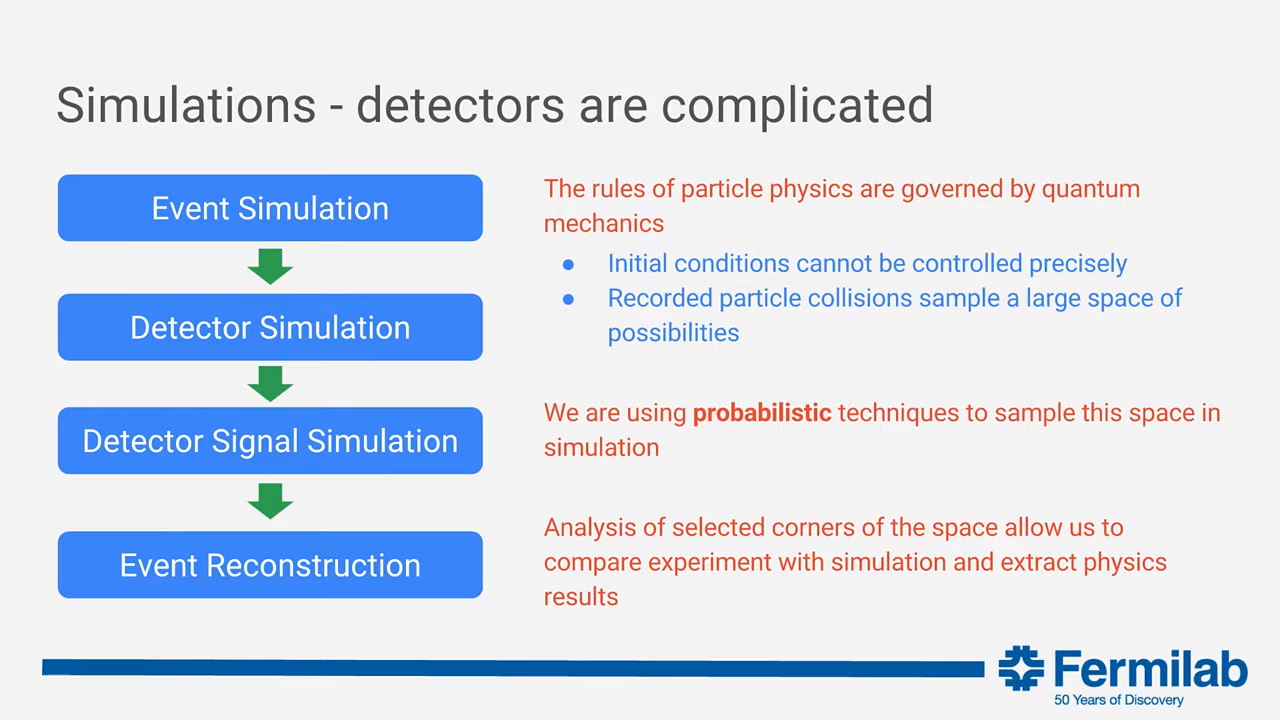 Simulations - detectors are complicated
Event Simulation
Detector Simulation
Detector Signal Simulation
Event Reconstruction
The rules of particle physics are governed by quantum
mechanics
● Initial conditions cannot be controlled precisely
● Recorded particle collisions sample a large space of
possibilities
We are using probabilistic techniques to sample this space in
simulation
Analysis of selected corners of the space allow us to
compare experiment with simulation and extract physics
results
Fermilab
50 Years of Discovery